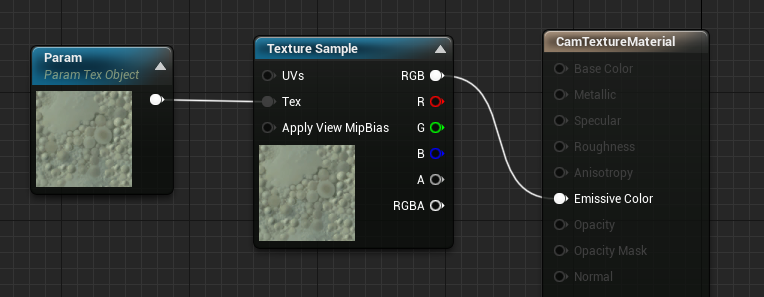 Param
Param Tex Object
Texture Sample
UVs
RGB
Tex
R
Apply View MipBias
G
B
A
RGBA
CamTextureMaterial
Base Color
Metallic
Specular
Roughness
Anisotropy
Emissive Color
Opacity
Opacity Mask
Normal